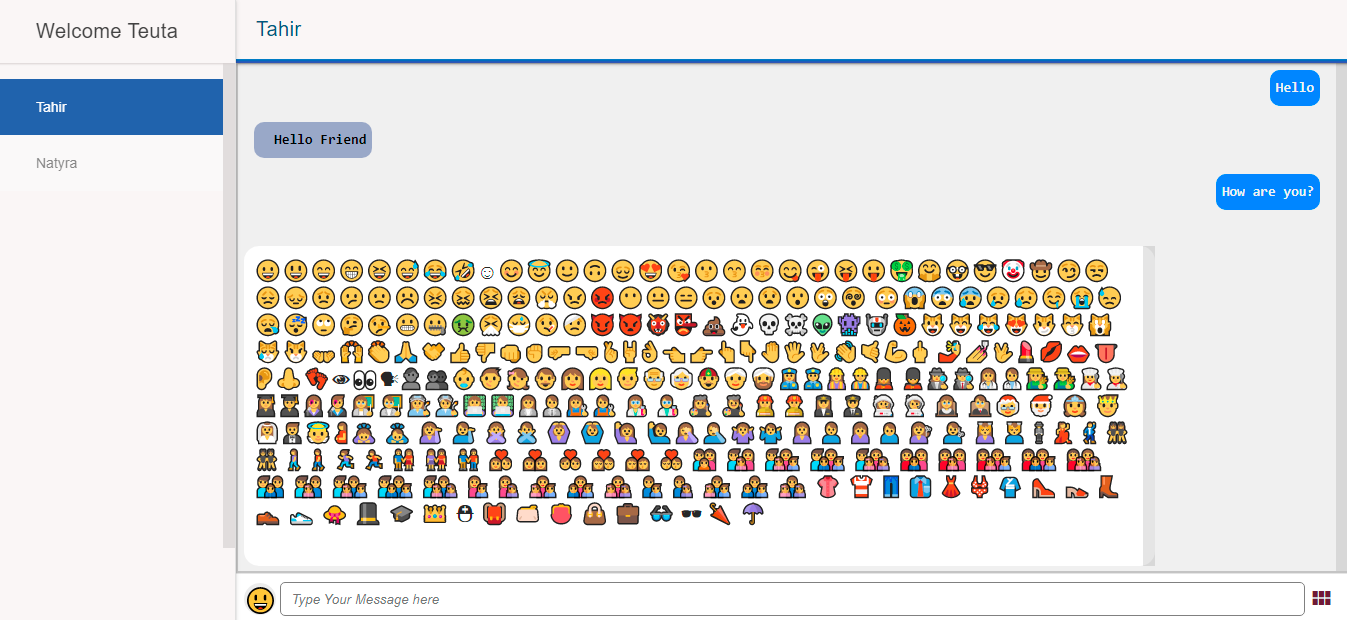 Welcome Teuta
Tahir
Tahir
Natyra
Hello
Hello Friend
How are you?
Type Your Message here